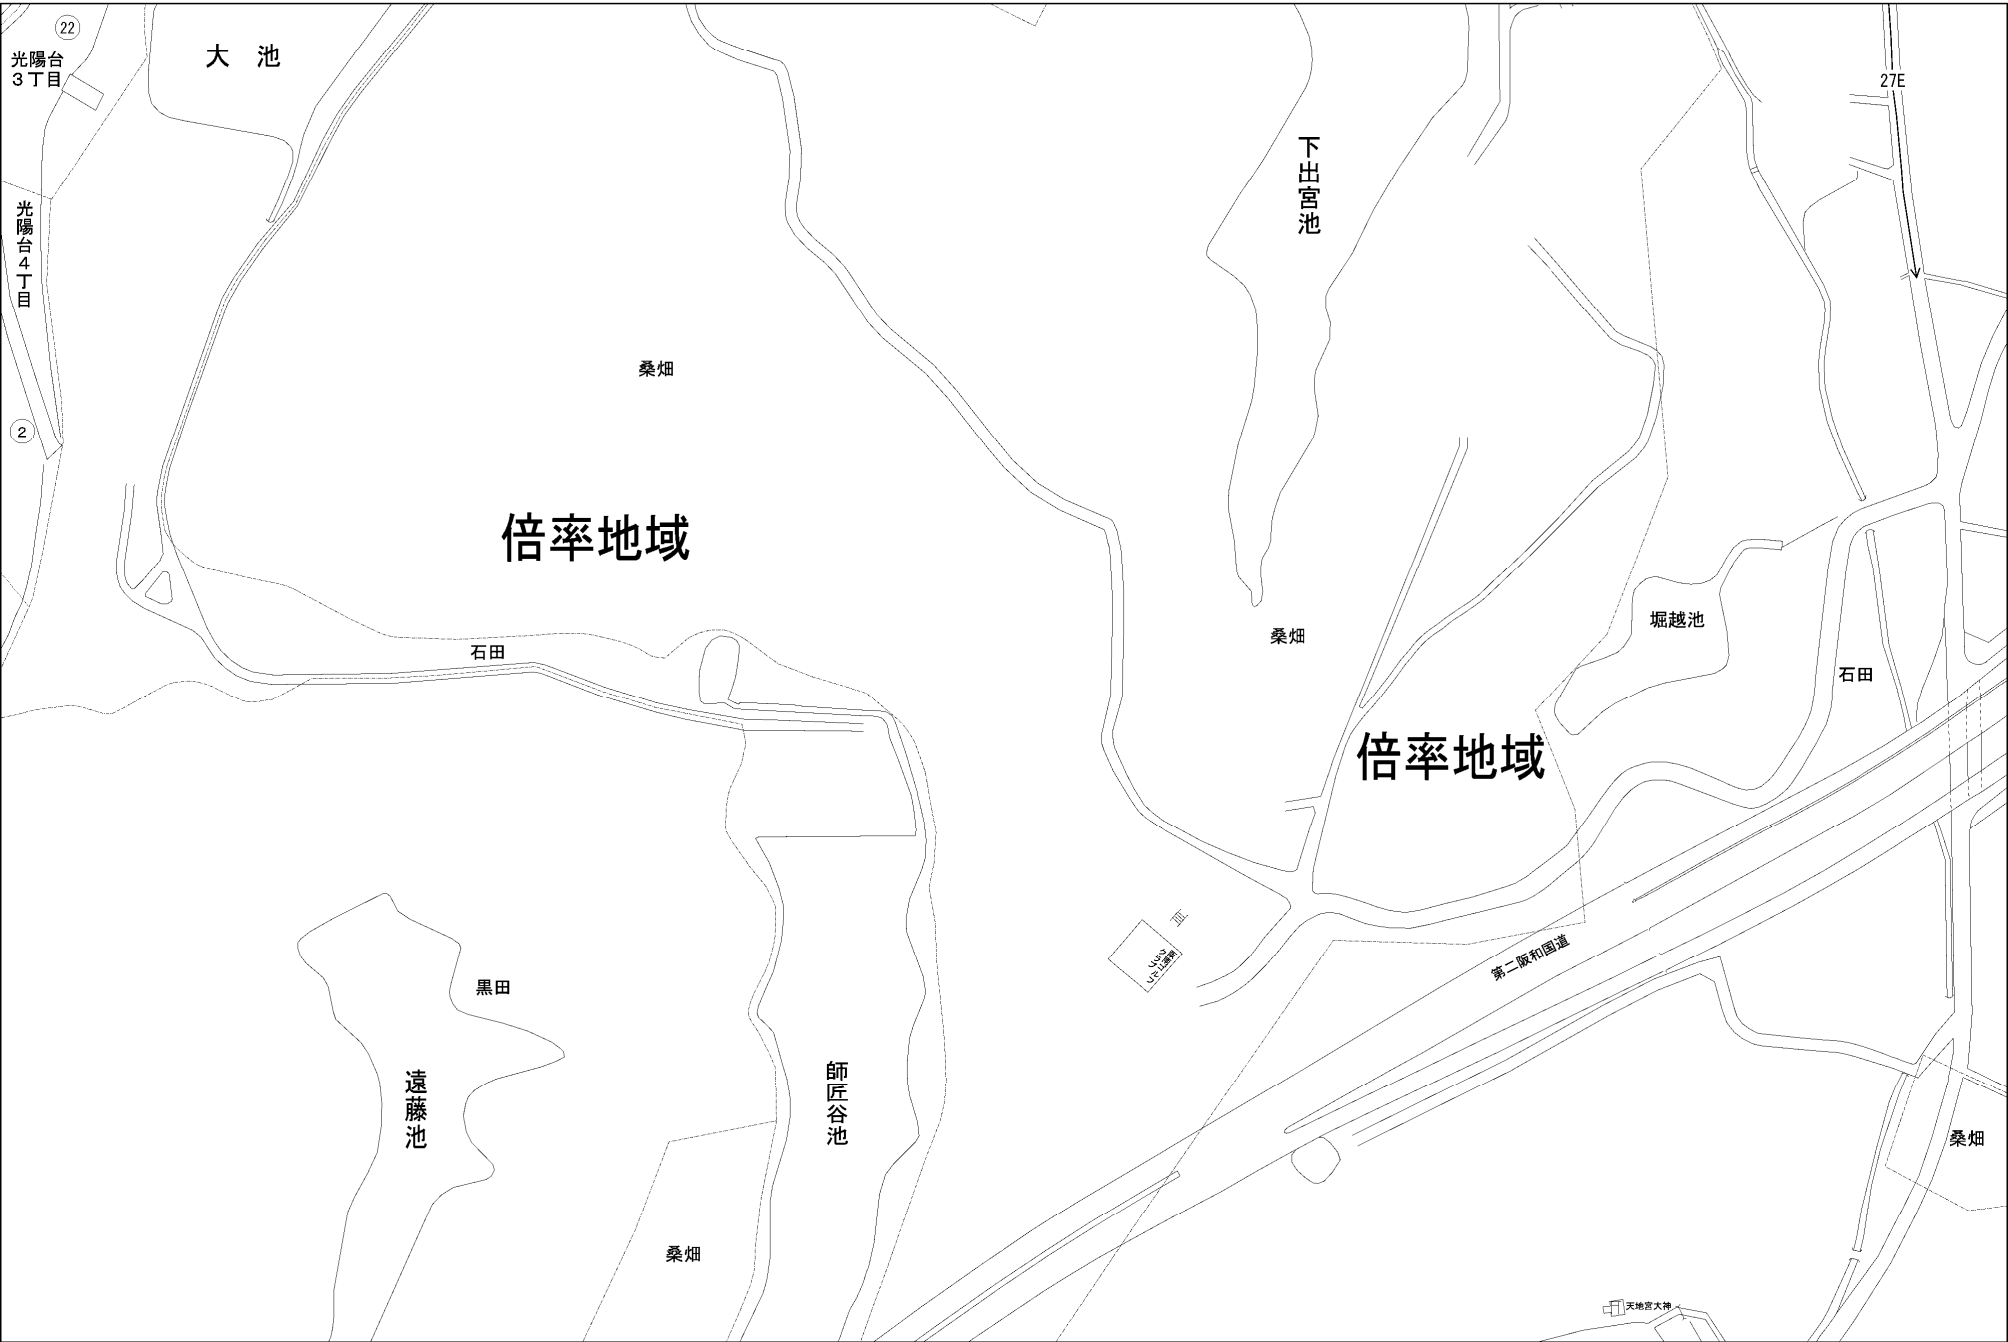 22
光陽台
3丁目
大 池
27E
下出宮池
光陽台4丁目
桑畑
2
倍率地域
堀越池
桑畑
石田
石田
倍率地域
第二阪和国道
黒田
遠藤池
師匠谷池
桑畑
桑畑
天地宮大神